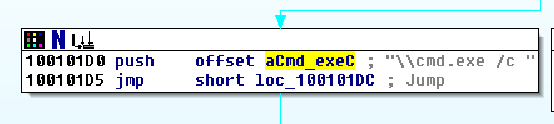 N
100101D0 push offset aCmd_exeC ; "\\cmd.exe /c "
100101D5 jmp short loc_100101DC ; Jump